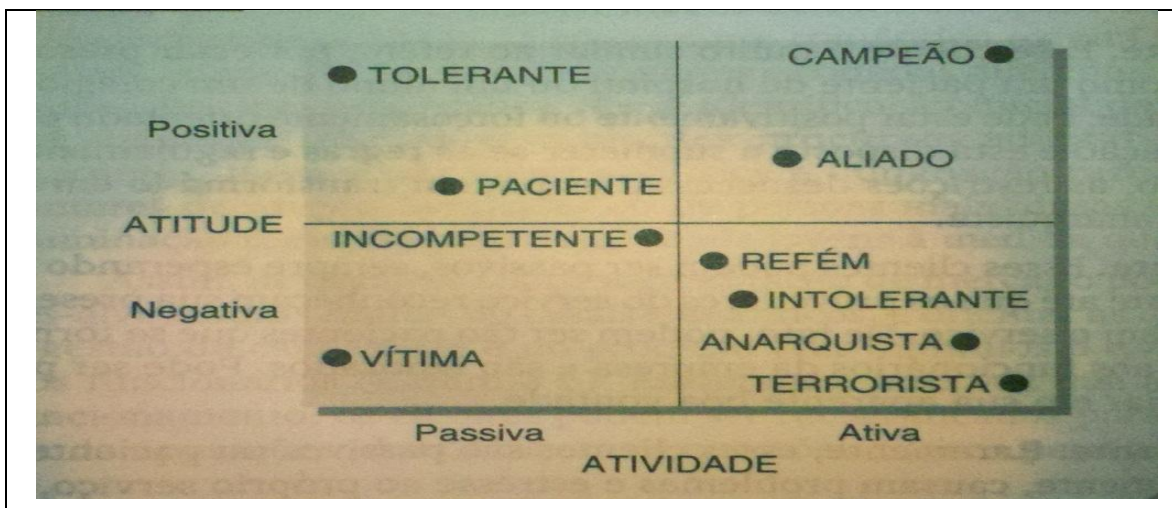 TOLERANTE
CAMPEÃO
Positiva
ALIADO
PACIENTE
ATITUDE
INCOMPETENTE
REFÉM
Negativa
INTOLERANTE
ANARQUISTA
VÍTIMA
TERRORISTA
Passiva
Ativa
ATIVIDADE